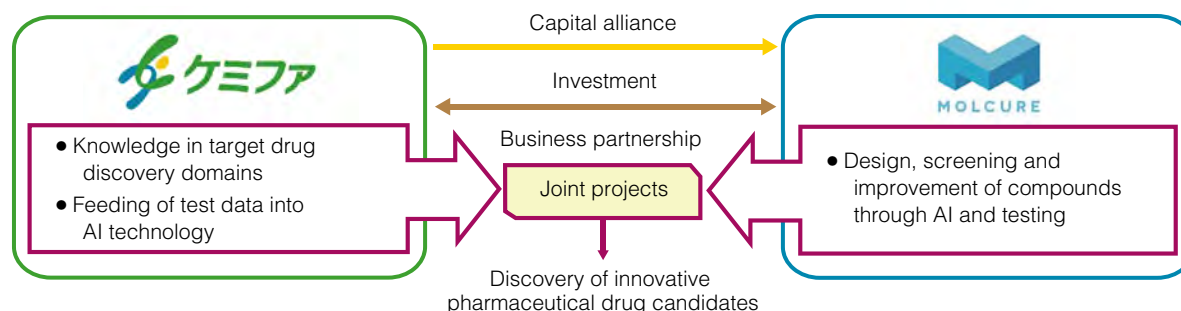 Capital alliance
ケミファ
Investment
MOLCURE
Business partnership
● Knowledge in target drug
discovery domains
● Feeding of test data into
AI technology
Joint projects
● Design, screening and
improvement of compounds
through AI and testing
Discovery of innovative
pharmaceutical drug candidates